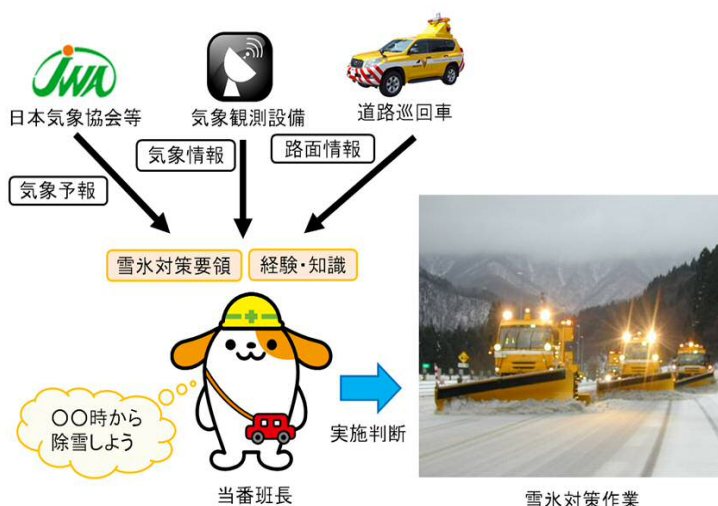 JWA
日本気象協会等
気象観測設備
道路巡回車
気象予報
気象情報
路面情報
雪氷対策要領
経験・知識
〇〇時から
除雪しよう
当番班長
実施判断
雪氷対策作業